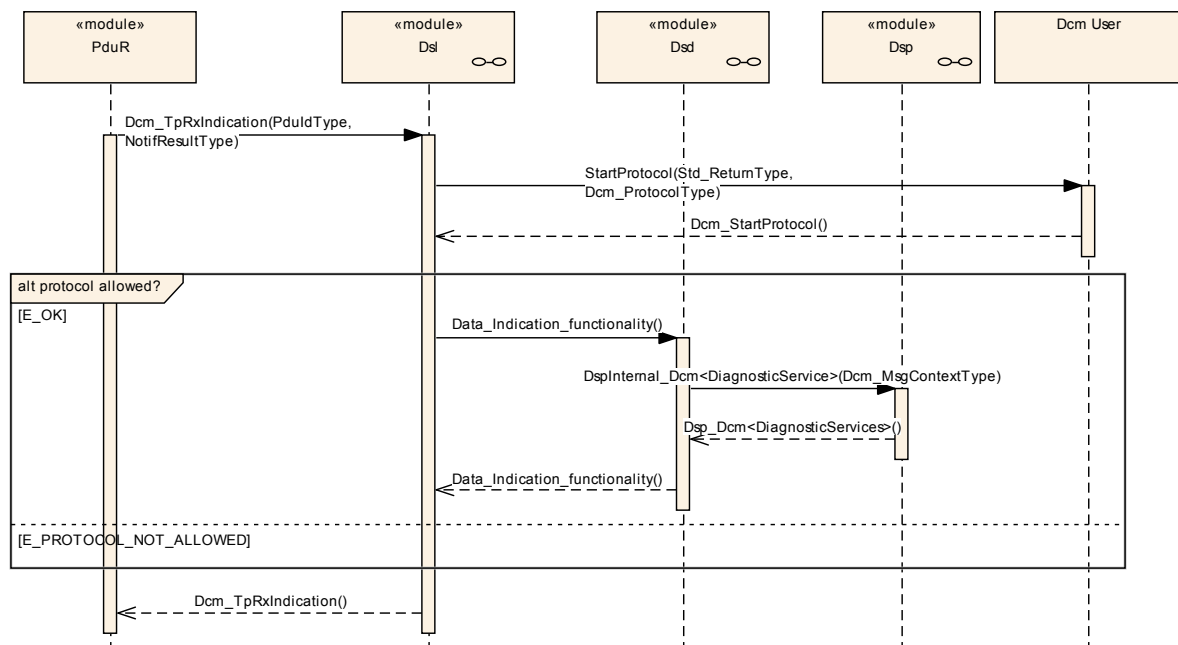 «module»
PduR
«module»
Dsl
«module»
Dsd
«module»
Dsp
Dcm User
Dcm_TpRxIndication(PduIdType,
NotifResultType)
StartProtocol(Std_ReturnType,
Dcm_ProtocolType)
Dcm_StartProtocol()
alt protocol allowed?
[E_OK]
Data_Indication_functionality()
DspInternal_Dcm<DiagnosticService>(Dcm_MsgContextType)
Dsp_Dcm<DiagnosticServices>()
Data_Indication_functionality()
[E_PROTOCOL_NOT_ALLOWED]
Dcm_TpRxIndication()